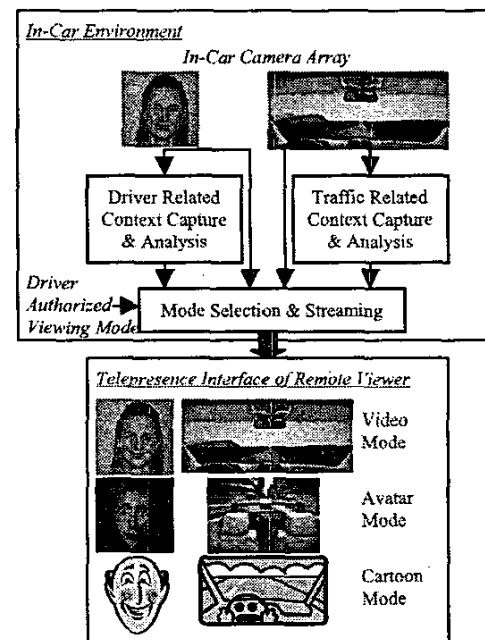 In-Car Environment
In-Car Camera Array
Driver Related
Context Capture
& Analysis
Traffic Related
Context Capture
& Analysis
Driver
Authorized
Viewing Mode
Mode Selection & Streaming
Telepresence Interface of Remote Viewer
Video
Mode
Avatar
Mode
Cartoon
Mode